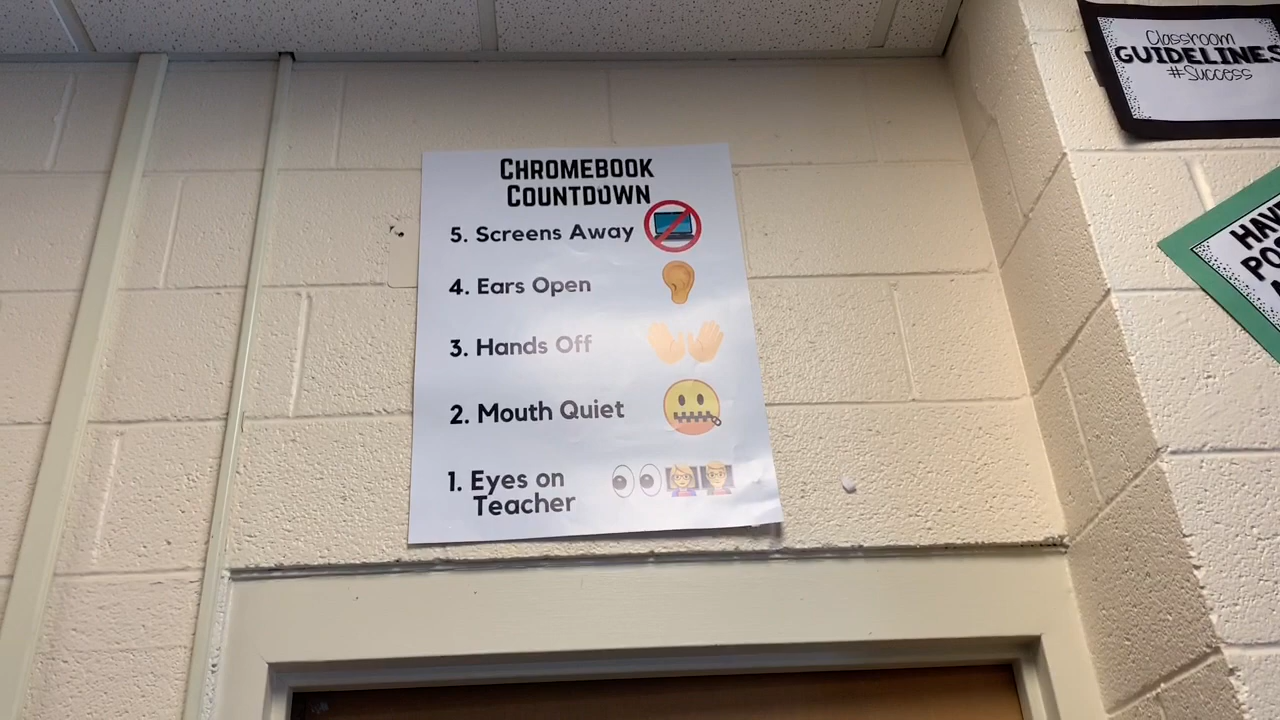 CHROMEBOOK
COUNTDOWN
5. Screens Away
4. Ears Open
3. Hands Off
2. Mouth Quiet
1. Eyes on
Teacher
Classroom
GUIDELINES
#Success